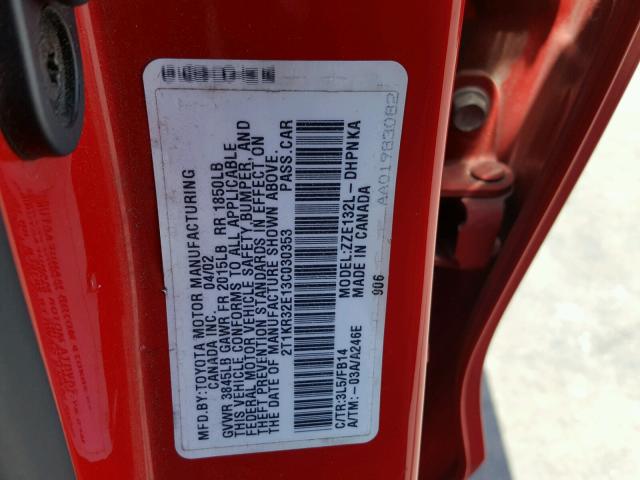 MFD.BY:TOYOTA MOTOR MANUFACTURING
CANADA INC. 04/02
GVWR 3845LB GAWR FR 2015LB RR 1850LB
THIS VEHICLE CONFORMS TO ALL APPLICABLE
FEDERAL MOTOR VEHICLE SAFETY, BUMPER, AND
THEFT PREVENTION STANDARDS IN EFFECT ON
THE DATE OF MANUFACTURE SHOWN ABOVE.
2T1KR32E13C030353 PASS.CAR
C/TR:3L5/FB14 MODEL:ZZE132L-DHPNKA
A/TM:-03A/A246E MADE IN CANADA
906
AA019783082